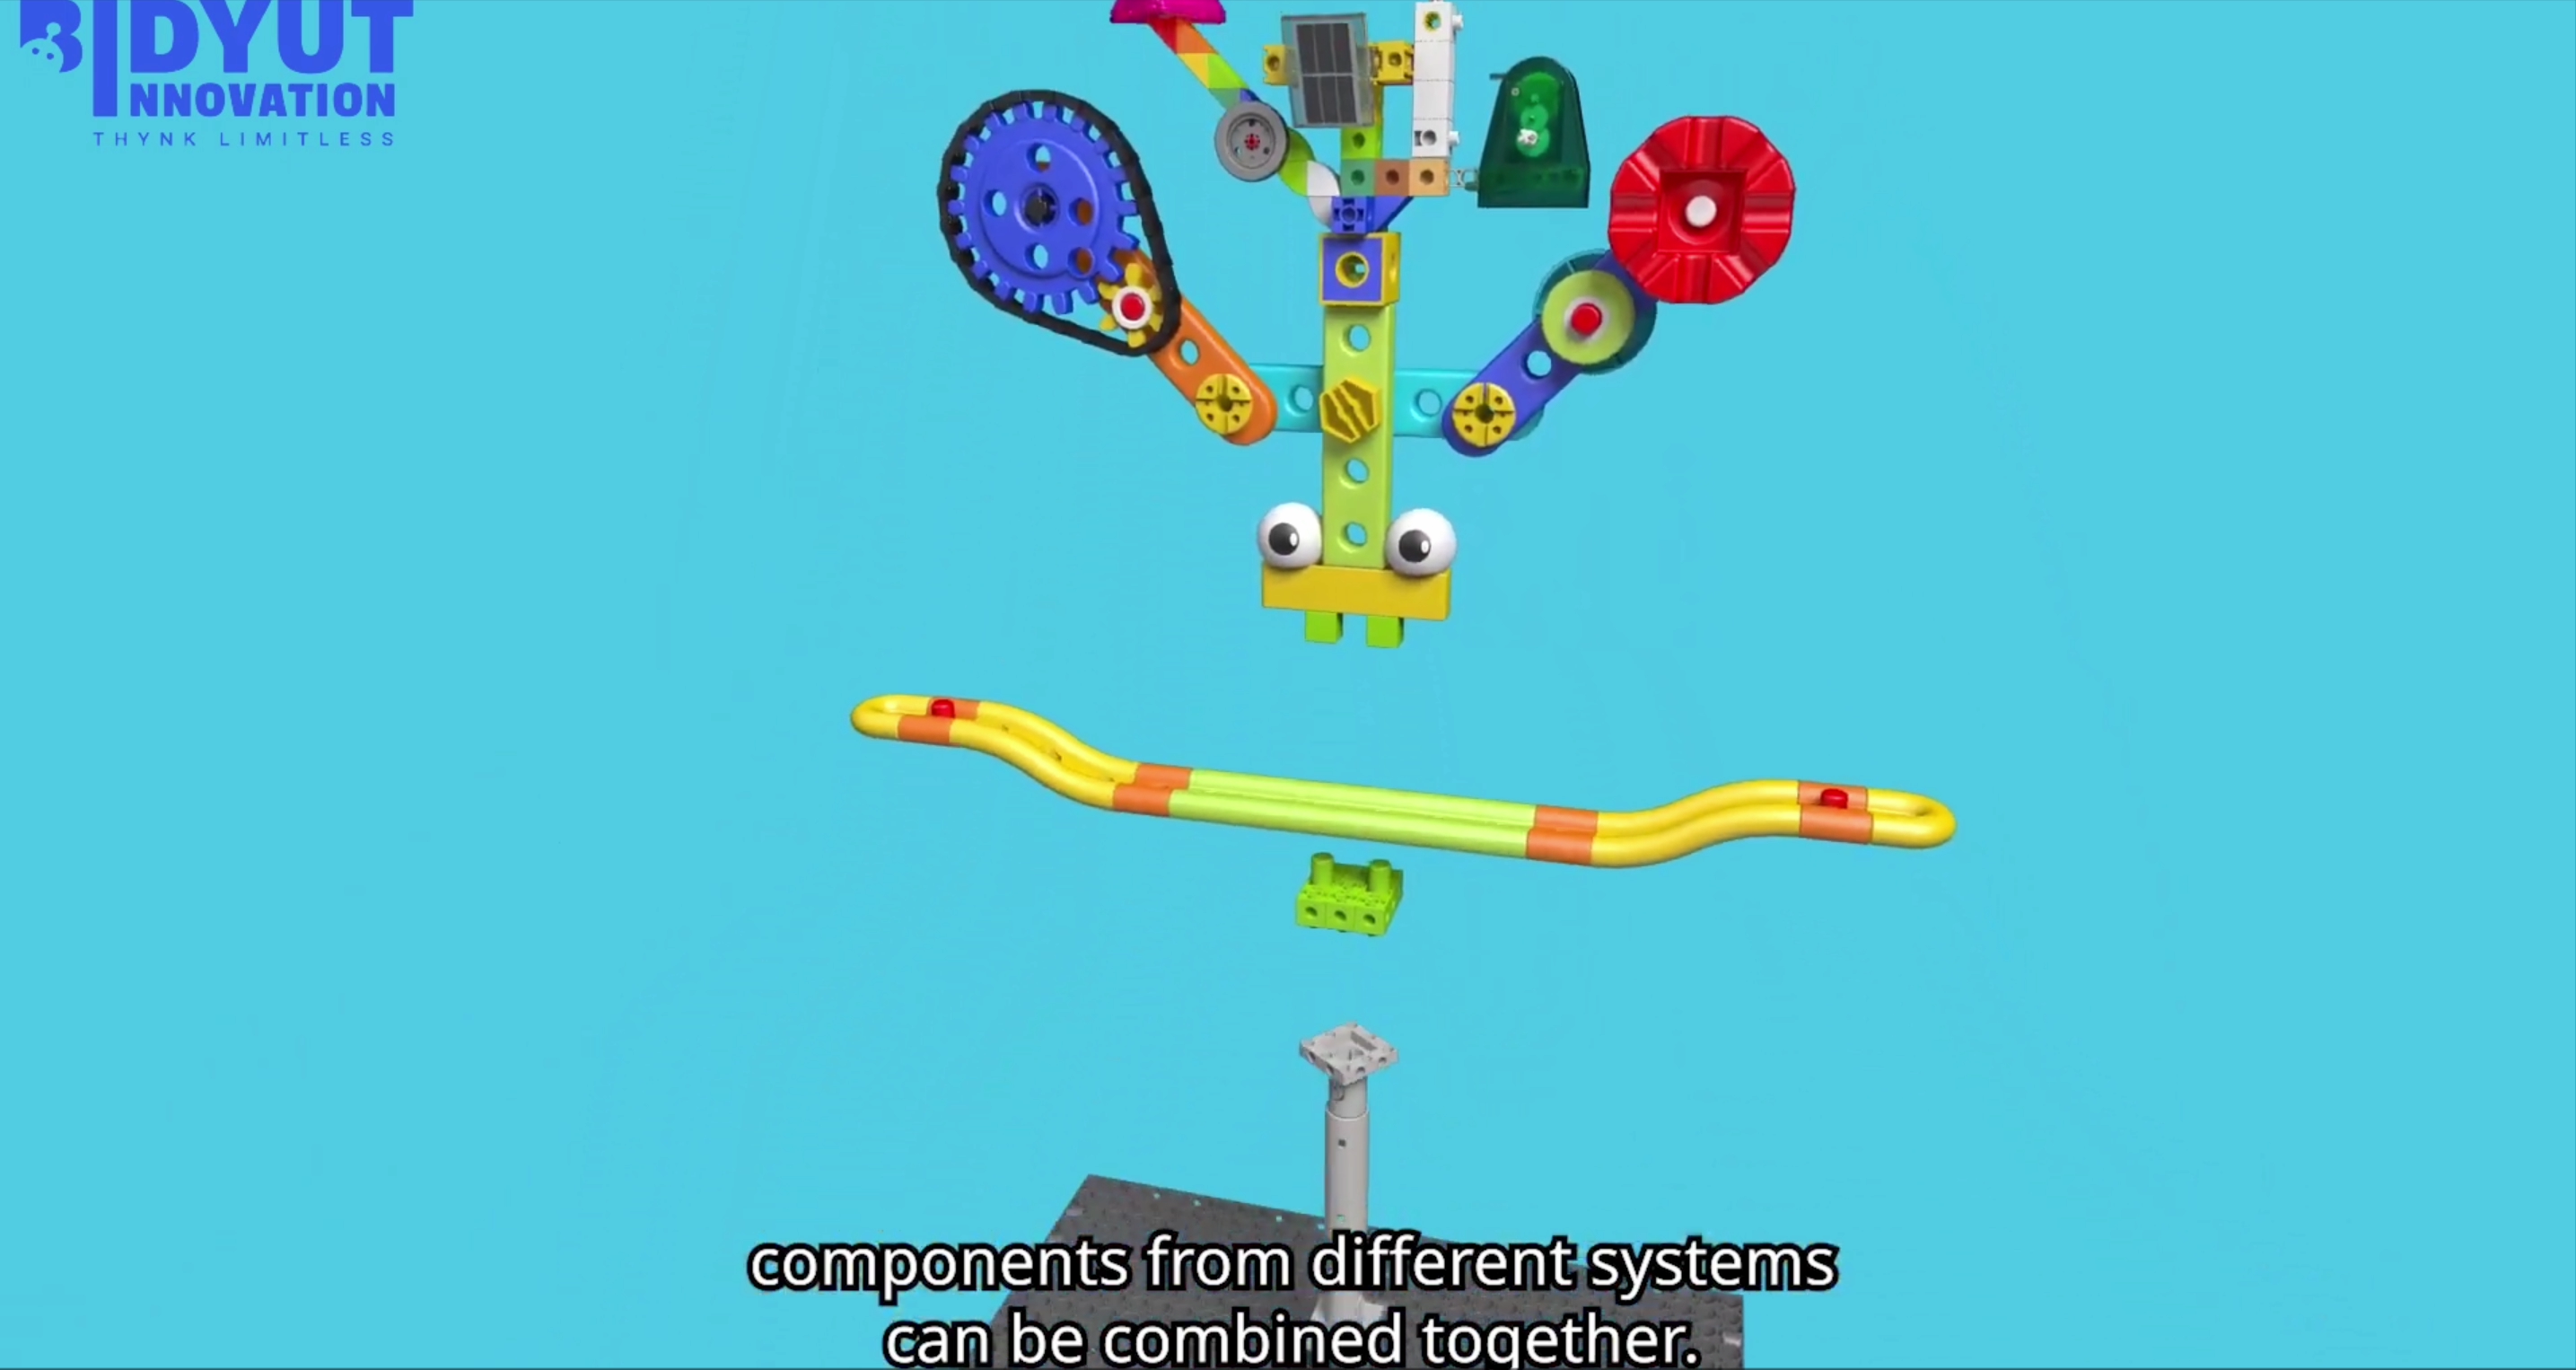 BIDYUT
INNOVATION
THYNK LIMITLESS
components from different systems
can be combined together.